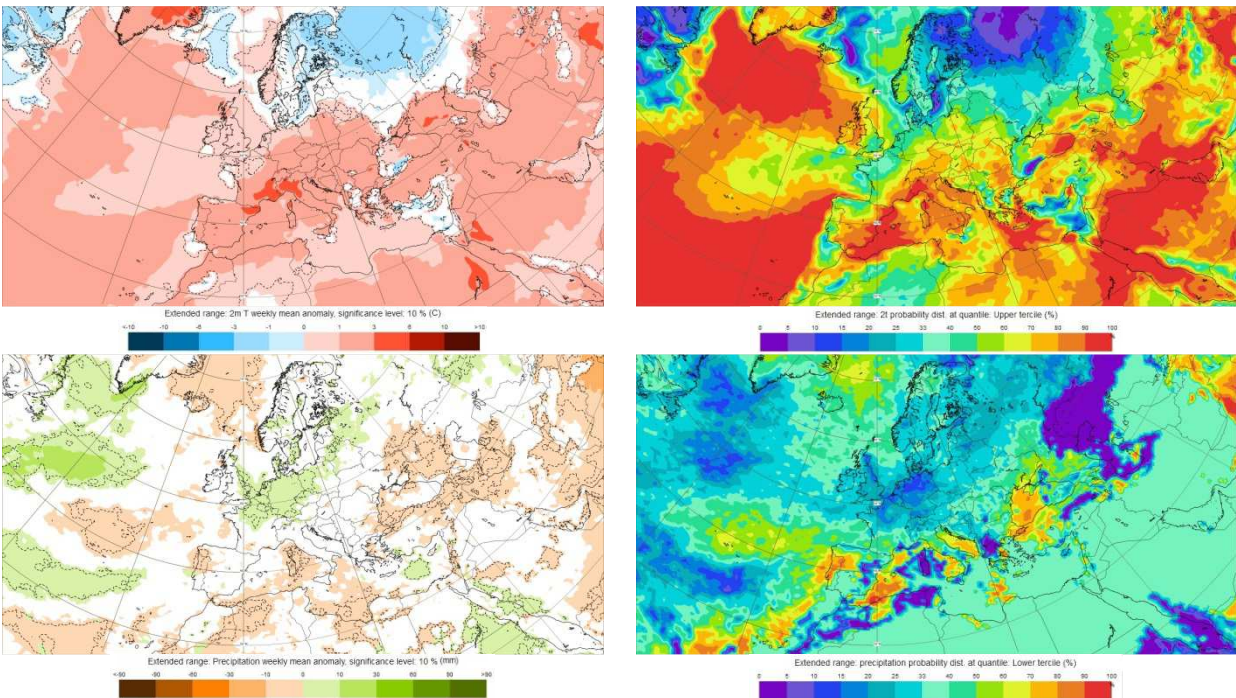 Extended range: 2m T weekly mean anomaly, significance level: 10 % (C)
<-10 -10 -6 -3 -1 0 1 3 6 10 >10
Extended range: 2t probability dist. at quantile: Upper tercile (%)
0 5 10 15 20 30 40 50 60 70 80 90 100
%
Extended range: Precipitation weekly mean anomaly, significance level: 10 % (mm)
<-90 -90 -60 -30 -10 0 10 30 60 90 >90
Extended range: precipitation probability dist. at quantile: Lower tercile (%)
0 5 10 15 20 30 40 50 60 70 80 90 100
%